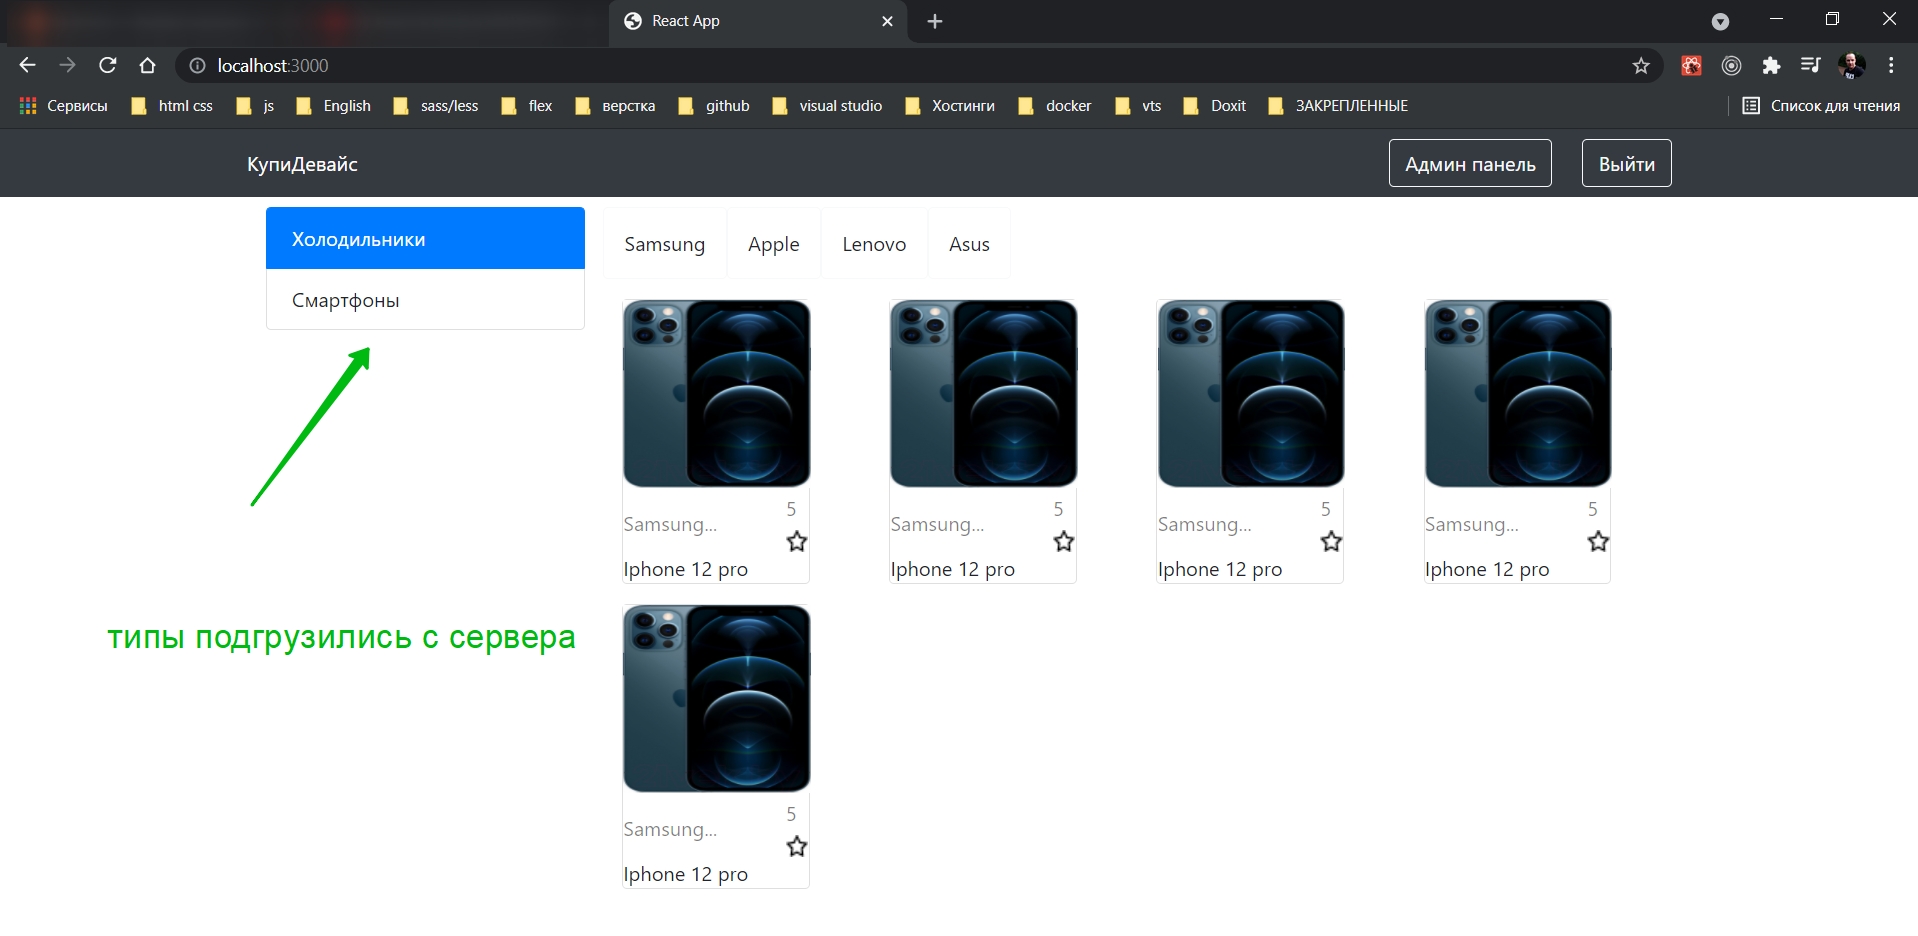 React App
localhost:3000
Сервисы html css js English sass/less flex верстка github visual studio Хостинги docker vts Doxit ЗАКРЕПЛЕННЫЕ Список для чтения
КупиДевайс Админ панель Выйти
Холодильники
Смартфоны
Samsung Apple Lenovo Asus
5 5 5 5
Samsung... Samsung... Samsung... Samsung...
Iphone 12 pro Iphone 12 pro Iphone 12 pro Iphone 12 pro
типы подгрузились с сервера
5
Samsung...
Iphone 12 pro